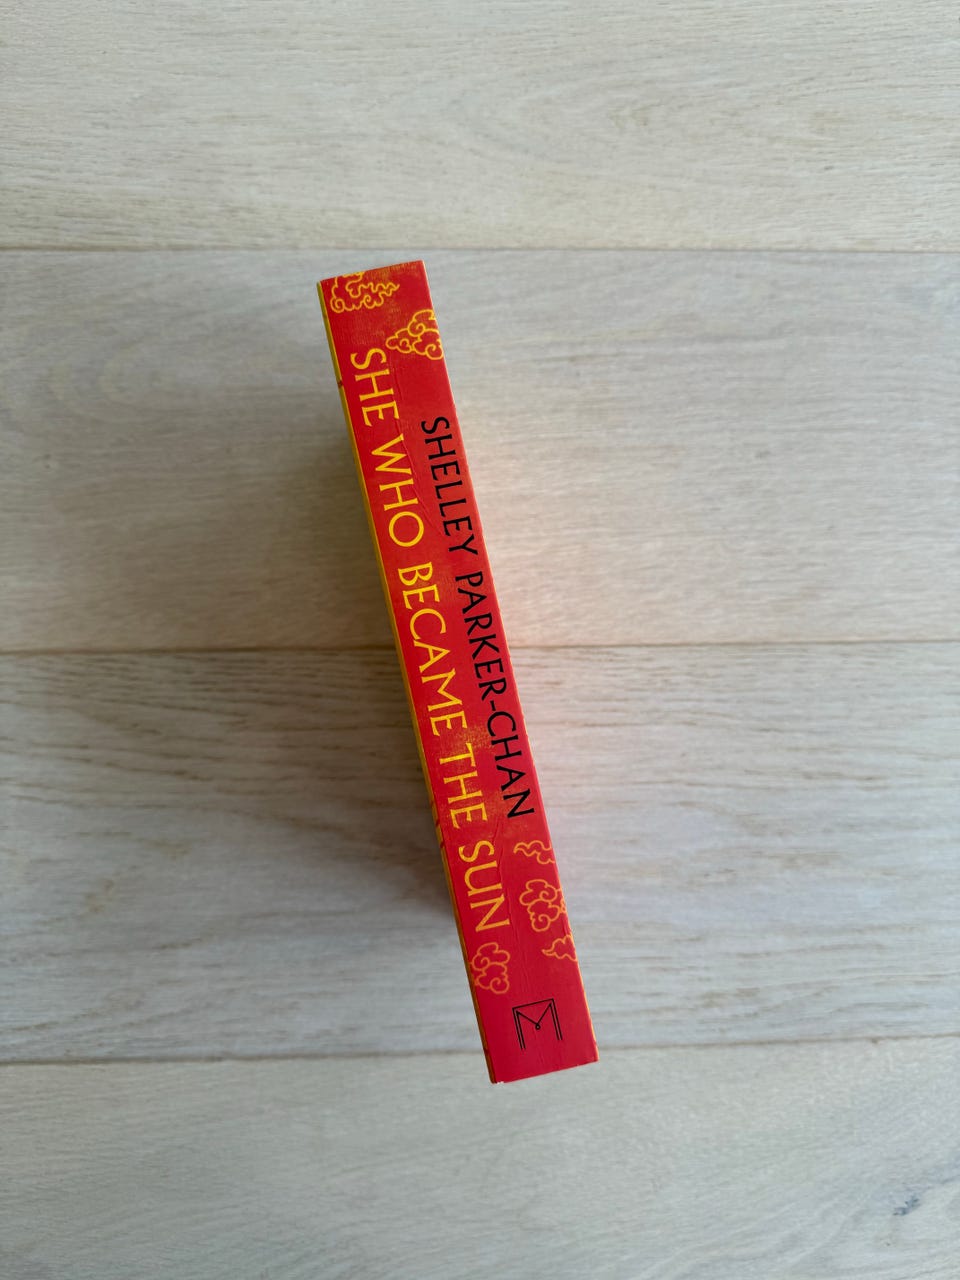 SHELLEY PARKER-CHAN
SHE WHO BECAME THE SUN
M